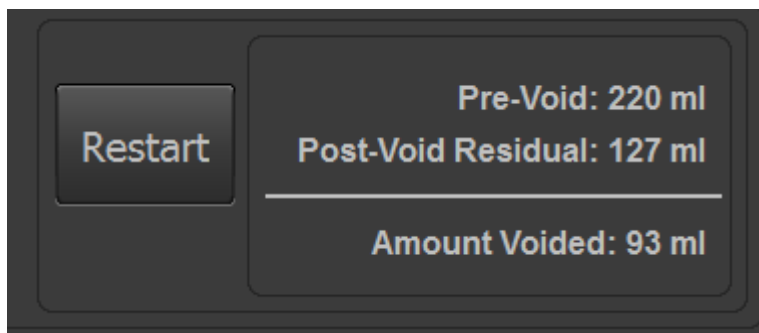 Restart
Pre-Void: 220 ml
Post-Void Residual: 127 ml
Amount Voided: 93 ml